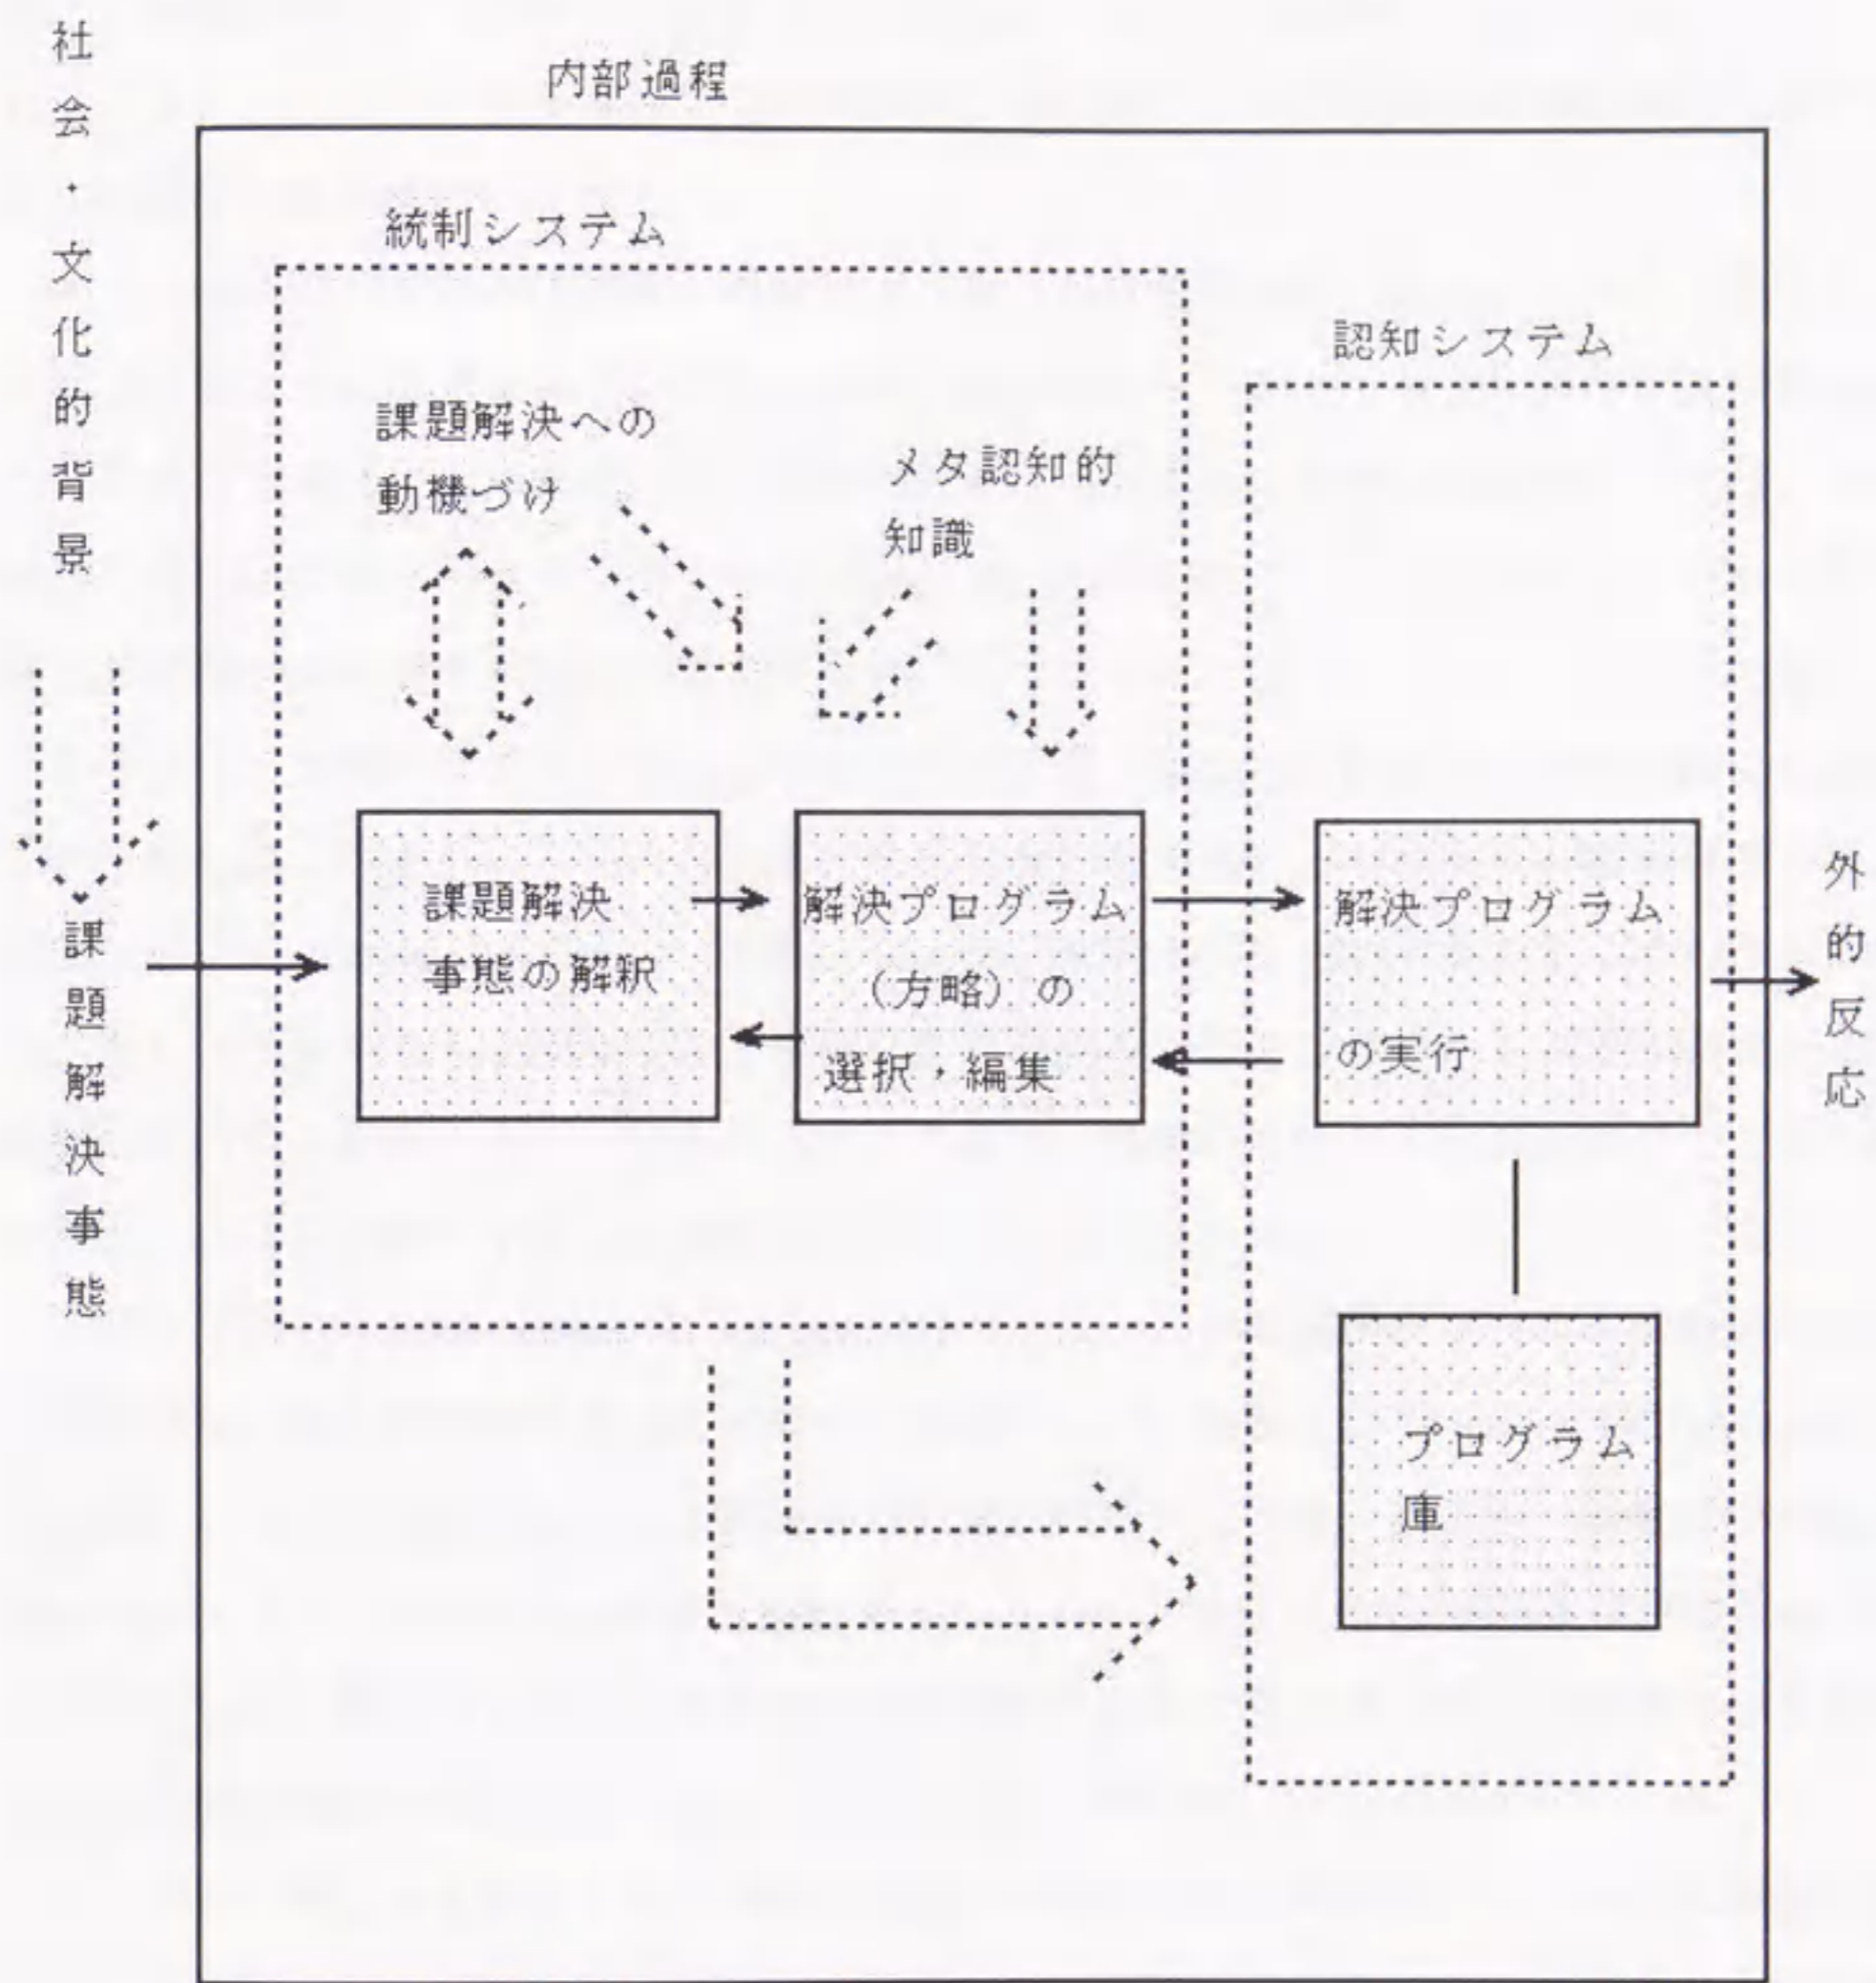 社会・文化的背景
課題解決事態
内部過程
統制システム
課題解決への
動機づけ
メタ認知的
知識
課題解決
事態の解釈
解決プログラム
（方略）の
選択・編集
認知システム
解決プログラム
の実行
プログラム
庫
外的反応